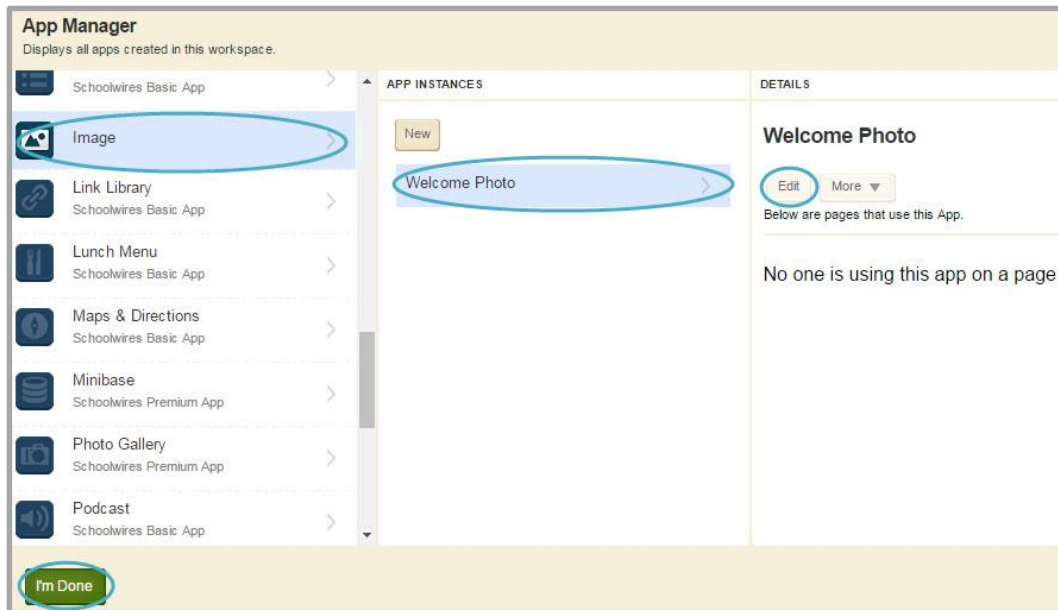 App Manager
Displays all apps created in this workspace.
Schoolwires Basic App
Image
Link Library
Schoolwires Basic App
Lunch Menu
Schoolwires Basic App
Maps & Directions
Schoolwires Basic App
Minibase
Schoolwires Premium App
Photo Gallery
Schoolwires Premium App
Podcast
Schoolwires Basic App
APP INSTANCES
New
Welcome Photo
DETAILS
Welcome Photo
Edit
More
Below are pages that use this App.
No one is using this app on a page
I'm Done